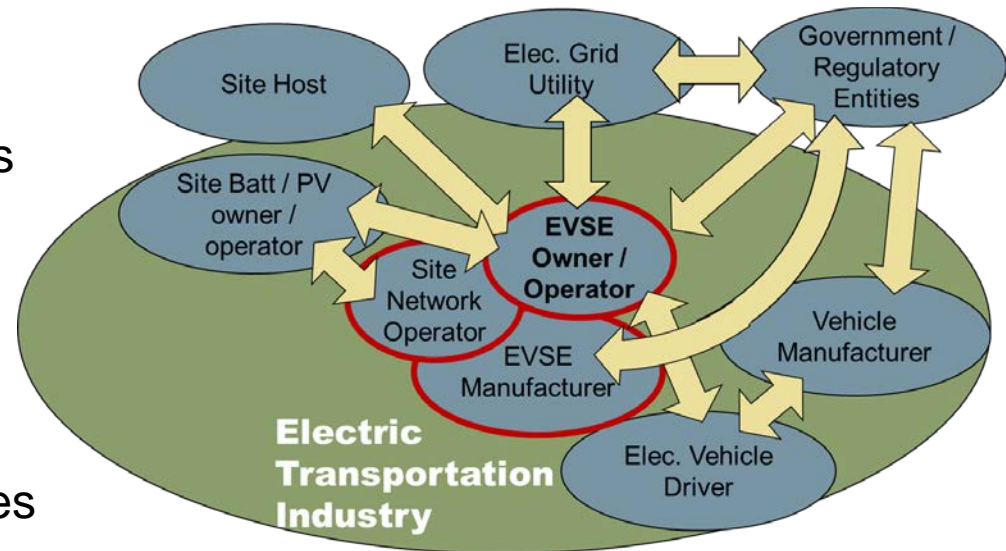 Site Host
Elec. Grid
Utility
Government /
Regulatory
Entities
s
Site Batt / PV
owner /
operator
EVSE
Owner /
Operator
Site
Network
Operator
EVSE
Manufacturer
Vehicle
Manufacturer
Elec. Vehicle
Driver
Electric
Transportation
Industry
es